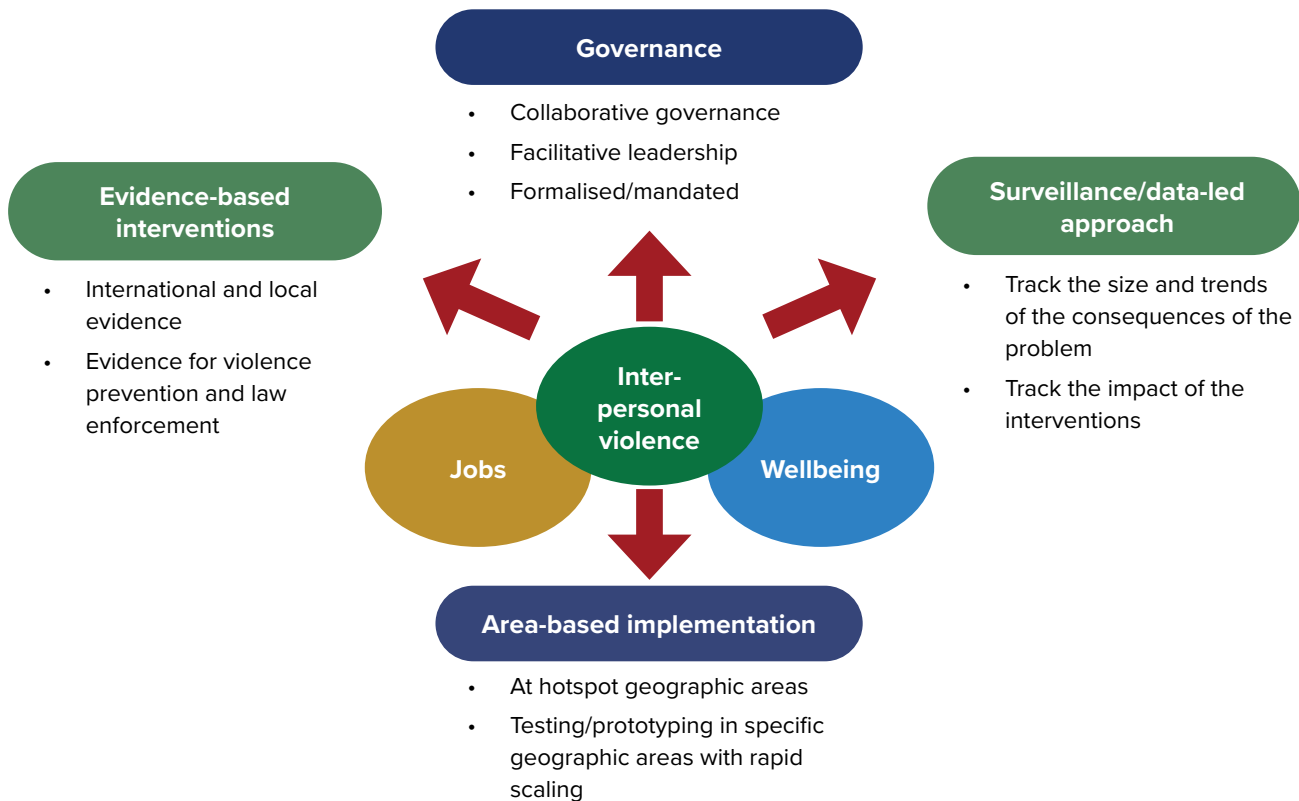 Governance
• Collaborative governance
• Facilitative leadership
• Formalised/mandated
Evidence-based
interventions
• International and local
evidence
• Evidence for violence
prevention and law
enforcement
Surveillance/data-led
approach
• Track the size and trends
of the consequences of the
problem
• Track the impact of the
interventions
Inter-
personal
violence
Jobs
Wellbeing
Area-based implementation
• At hotspot geographic areas
• Testing/prototyping in specific
geographic areas with rapid
scaling